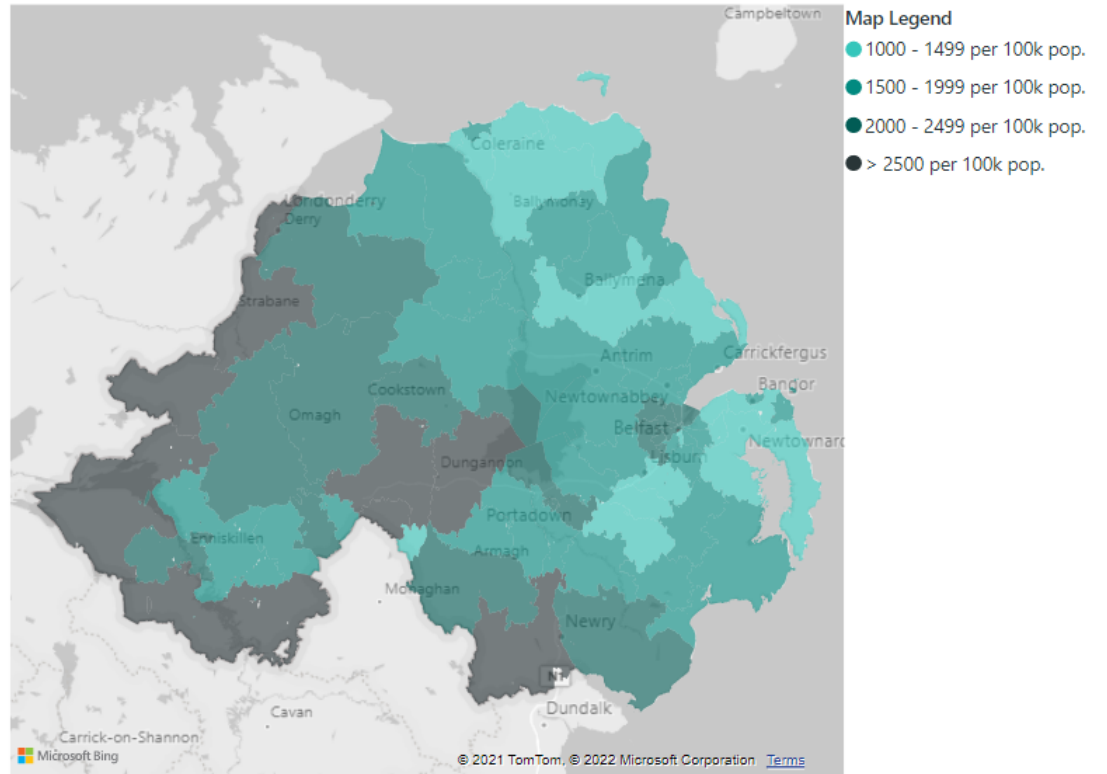 Campbeltown
Map Legend
1000 - 1499 per 100k pop.
1500 - 1999 per 100k pop.
2000 - 2499 per 100k pop.
> 2500 per 100k pop.
Coleraine
Londonderry
Derry
Ballymoney
Ballymena
Strabane
Antrim
Carrickfergus
Cookstown
Newtownabbey
Bangor
Omagh
Belfast
Newtownar
Lisburn
Dungannon
Portadown
Enniskillen
Armagh
Monaghan
Newry
N1
Dundalk
Cavan
Carrick-on-Shannon
Microsoft Bing
© 2021 TomTom, © 2022 Microsoft Corporation Terms